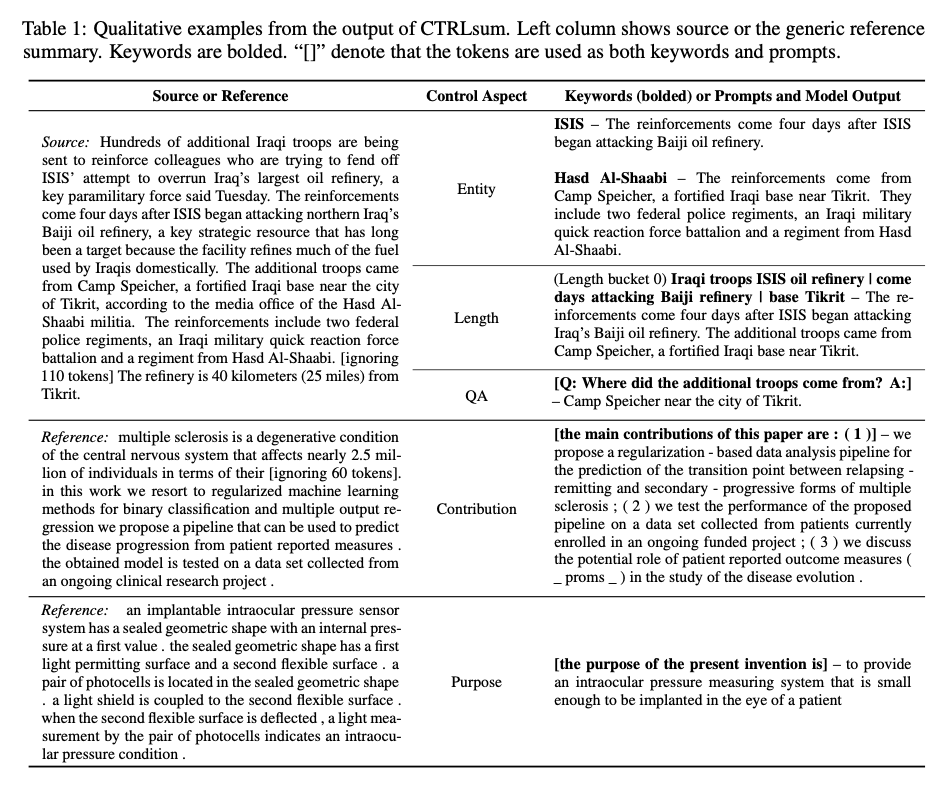 Table 1: Qualitative examples from the output of CTRLsum. Left column shows source or the generic reference
summary. Keywords are bolded. “[]” denote that the tokens are used as both keywords and prompts.
Source or Reference
Control Aspect
Keywords (bolded) or Prompts and Model Output
Source: Hundreds of additional Iraqi troops are being
sent to reinforce colleagues who are trying to fend off
ISIS’ attempt to overrun Iraq’s largest oil refinery, a
key paramilitary force said Tuesday. The reinforcements
come four days after ISIS began attacking northern Iraq’s
Baiji oil refinery, a key strategic resource that has long
been a target because the facility refines much of the fuel
used by Iraqis domestically. The additional troops came
from Camp Speicher, a fortified Iraqi base near the city
of Tikrit, according to the media office of the Hasd Al-
Shaabi militia. The reinforcements include two federal
police regiments, an Iraqi military quick reaction force
battalion and a regiment from Hasd Al-Shaabi. [ignoring
110 tokens] The refinery is 40 kilometers (25 miles) from
Tikrit.
Entity
ISIS – The reinforcements come four days after ISIS
began attacking Baiji oil refinery.
Hasd Al-Shaabi – The reinforcements come from
Camp Speicher, a fortified Iraqi base near Tikrit. They
include two federal police regiments, an Iraqi military
quick reaction force battalion and a regiment from Hasd
Al-Shaabi.
Length
(Length bucket 0) Iraqi troops ISIS oil refinery | come
days attacking Baiji refinery | base Tikrit – The re-
inforcements come four days after ISIS began attacking
Iraq’s Baiji oil refinery. The additional troops came from
Camp Speicher, a fortified Iraqi base near Tikrit.
QA
[Q: Where did the additional troops come from? A:]
– Camp Speicher near the city of Tikrit.
Reference: multiple sclerosis is a degenerative condition
of the central nervous system that affects nearly 2.5 mil-
lion of individuals in terms of their [ignoring 60 tokens].
in this work we resort to regularized machine learning
methods for binary classification and multiple output re-
gression we propose a pipeline that can be used to predict
the disease progression from patient reported measures .
the obtained model is tested on a data set collected from
an ongoing clinical research project .
Contribution
[the main contributions of this paper are : ( 1 )] – we
propose a regularization - based data analysis pipeline for
the prediction of the transition point between relapsing -
remitting and secondary - progressive forms of multiple
sclerosis ; ( 2 ) we test the performance of the proposed
pipeline on a data set collected from patients currently
enrolled in an ongoing funded project ; ( 3 ) we discuss
the potential role of patient reported outcome measures (
_ proms _ ) in the study of the disease evolution .
Reference: an implantable intraocular pressure sensor
system has a sealed geometric shape with an internal pres-
sure at a first value . the sealed geometric shape has a first
light permitting surface and a second flexible surface . a
pair of photocells is located in the sealed geometric shape
. a light shield is coupled to the second flexible surface .
when the second flexible surface is deflected , a light mea-
surement by the pair of photocells indicates an intraocu-
lar pressure condition .
Purpose
[the purpose of the present invention is] – to provide
an intraocular pressure measuring system that is small
enough to be implanted in the eye of a patient